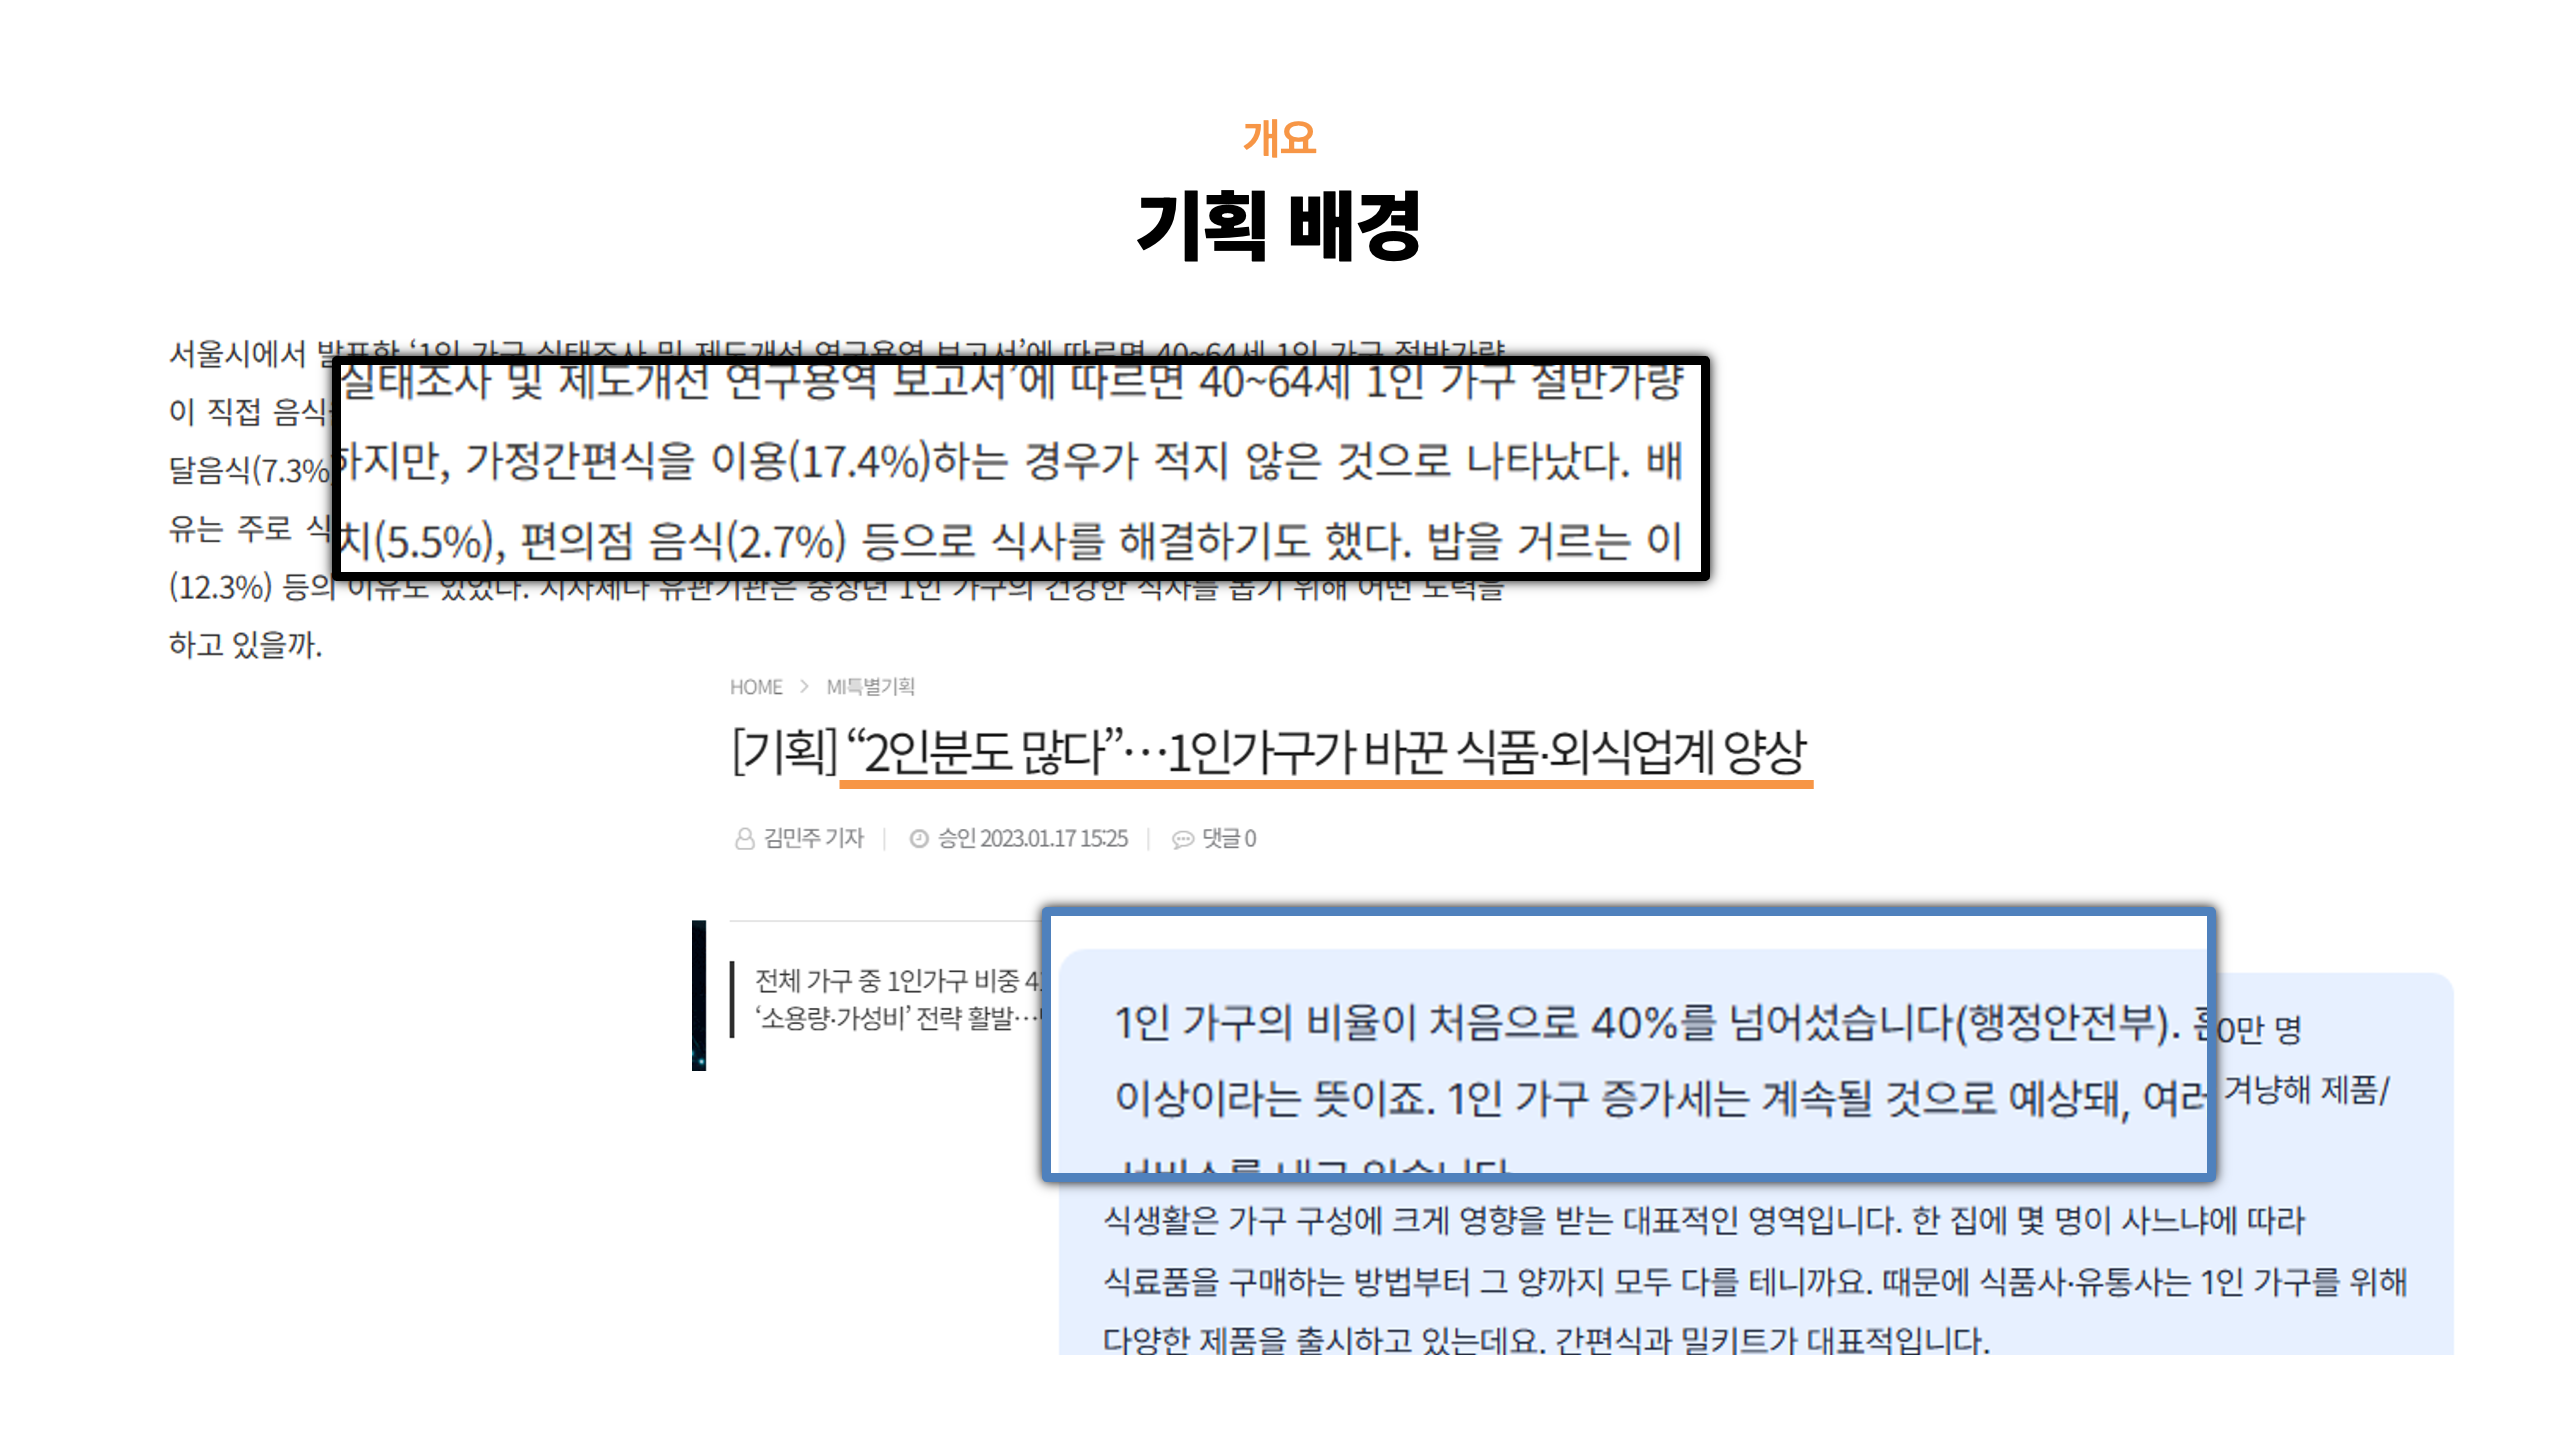 개요
기획 배경
서울시에서 발표한 ‘1인 가구 실태조사 및 제도개선 연구용역 보고서’에 따르면 40~64세 1인 가구 절반가량
이 직접 음식
달음식(7.3%
유는 주로 식
(12.3%) 등의 이유도 있었다. 지자체나 유관기관은 중장년 1인 가구의 건강한 식사를 돕기 위해 어떤 노력을
하고 있을까.
실태조사 및 제도개선 연구용역 보고서’에 따르면 40~64세 1인 가구 절반가량
하지만, 가정간편식을 이용(17.4%)하는 경우가 적지 않은 것으로 나타났다. 배
치(5.5%), 편의점 음식(2.7%) 등으로 식사를 해결하기도 했다. 밥을 거르는 이
HOME > MI특별기획
[기획] “2인분도 많다”…1인가구가 바꾼 식품·외식업계 양상
김민주 기자 | 승인 2023.01.17 15:25 | 댓글 0
전체 가구 중 1인가구 비중
‘소용량·가성비’ 전략 활발…
1인 가구의 비율이 처음으로 40%를 넘어섰습니다(행정안전부).
이상이라는 뜻이죠. 1인 가구 증가세는 계속될 것으로 예상돼, 여러
서비스를 내고 있습니다
0만 명
겨냥해 제품/
식생활은 가구 구성에 크게 영향을 받는 대표적인 영역입니다. 한 집에 몇 명이 사느냐에 따라
식료품을 구매하는 방법부터 그 양까지 모두 다를 테니까요. 때문에 식품사·유통사는 1인 가구를 위해
다양한 제품을 출시하고 있는데요. 간편식과 밀키트가 대표적입니다.